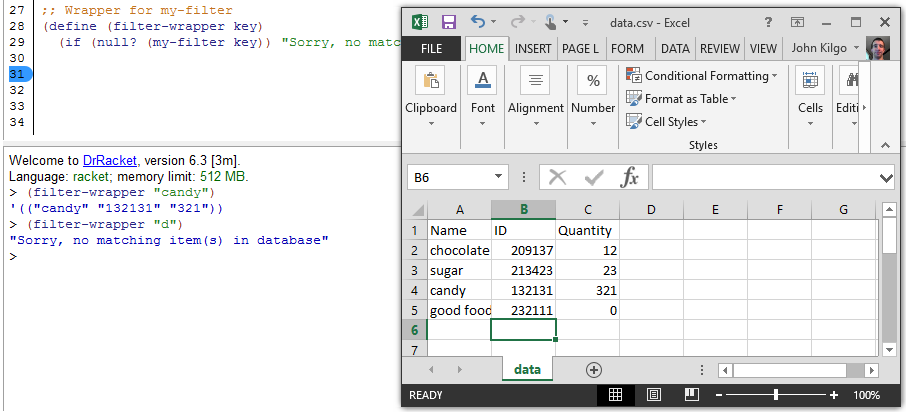 27 ;; Wrapper for my-filter
28 (define (filter-wrapper key)
29 (if (null? (my-filter key)) "Sorry, no matc
30
31
32
33
34
Welcome to DrRacket, version 6.3 [3m].
Language: racket; memory limit: 512 MB.
> (filter-wrapper "candy")
'(("candy" "132131" "321"))
> (filter-wrapper "d")
"Sorry, no matching item(s) in database"
>
data.csv - Excel
FILE HOME INSERT PAGE L FORM DATA REVIEW VIEW John Kilgo
Clipboard Font Alignment Number
%
Conditional Formatting
Format as Table
Cell Styles
Styles
Cells Editi
B6 fx
A B C D E F G
1 Name ID Quantity
2 chocolate 209137 12
3 sugar 213423 23
4 candy 132131 321
5 good food 232111 0
6
7
data
READY 100%